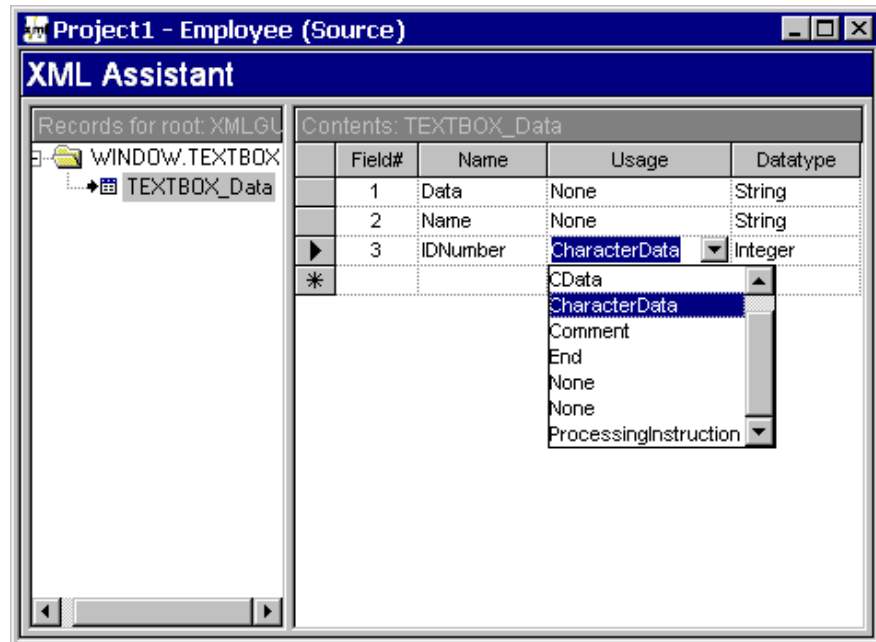 Project1 - Employee (Source)
XML Assistant
Records for root: XMLGU
WINDOW.TEXTBOX
TEXTBOX_Data
Contents: TEXTBOX_Data
Field# Name Usage Datatype
1 Data None String
2 Name None String
3 IDNumber CharacterData Integer
CData
CharacterData
Comment
End
None
None
ProcessingInstruction